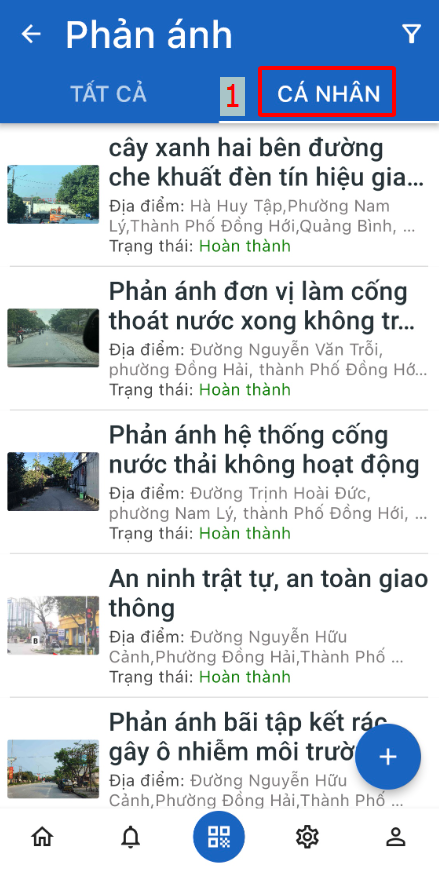 Phản ánh
TẤT CẢ
1
CÁ NHÂN
cây xanh hai bên đường
che khuất đèn tín hiệu gia...
Địa điểm: Hà Huy Tập,Phường Nam
Lý,Thành Phố Đồng Hới,Quảng Bình, ...
Trạng thái: Hoàn thành
Phản ánh đơn vị làm cống
thoát nước xong không tr...
Địa điểm: Đường Nguyễn Văn Trỗi,
phường Đồng Hải, thành Phố Đồng Hớ...
Trạng thái: Hoàn thành
Phản ánh hệ thống cống
nước thải không hoạt động
Địa điểm: Đường Trịnh Hoài Đức,
phường Nam Lý, thành Phố Đồng Hới, ...
Trạng thái: Hoàn thành
An ninh trật tự, an toàn giao
thông
Địa điểm: Đường Nguyễn Hữu
Cảnh,Phường Đồng Hải,Thành Phố ...
Trạng thái: Hoàn thành
Phản ánh bãi tập kết rác
gây ô nhiễm môi trườ
Địa điểm: Đường Nguyễn Hữu
Cảnh,Phường Đồng Hải,Thành Phố ...